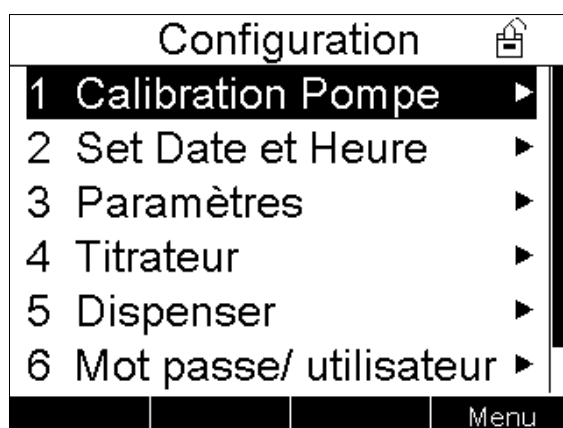 Configuration
1 Calibration Pompe
2 Set Date et Heure
3 Paramètres
4 Titrateur
5 Dispenser
6 Mot passe/ utilisateur
Menu